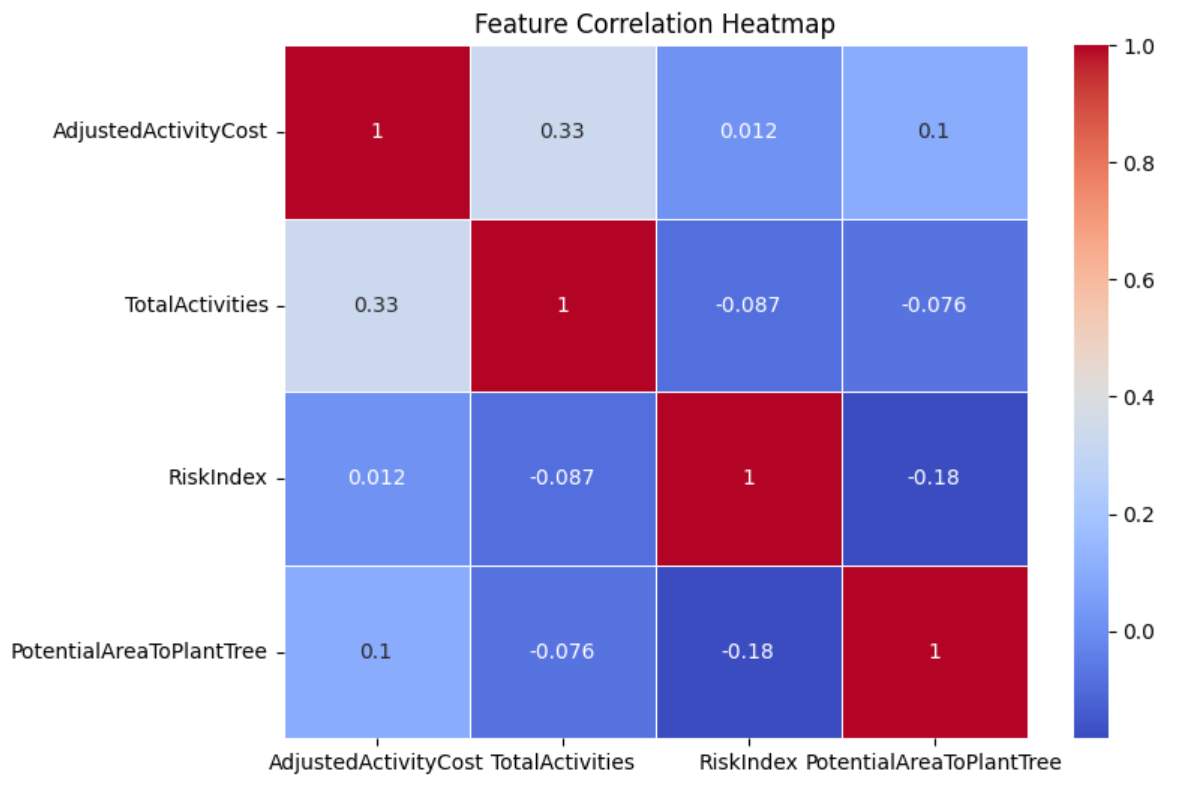 Feature Correlation Heatmap
AdjustedActivityCost
1
0.33
0.012
0.1
TotalActivities
0.33
1
-0.087
-0.076
RiskIndex
0.012
-0.087
1
-0.18
PotentialAreaToPlantTree
0.1
-0.076
-0.18
1
AdjustedActivityCost
TotalActivities
RiskIndex
PotentialAreaToPlantTree
1.0
0.8
0.6
0.4
0.2
0.0